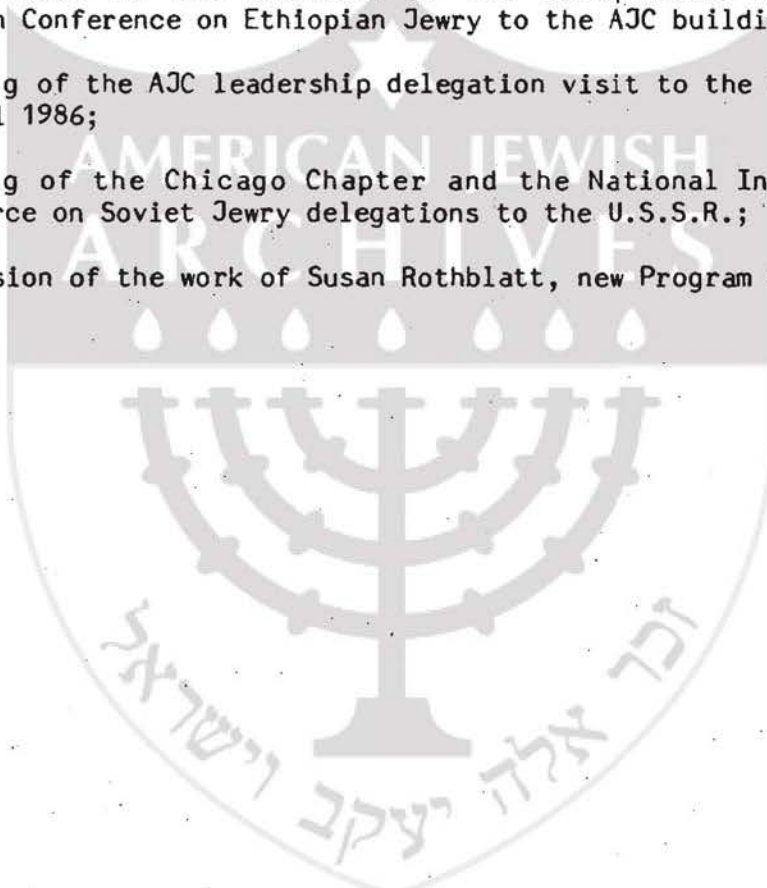 n Conference on Ethiopian Jewry to the AJC buildi
g of the AJC leadership delegation visit to the
1986;
g of the Chicago Chapter and the National In
rce on Soviet Jewry delegations to the U.S.S.R.;
sion of the work of Susan Rothblatt, new Program
AMERICAN JEWISH
ARCHIVES
זכר אלה יעקב וישראל